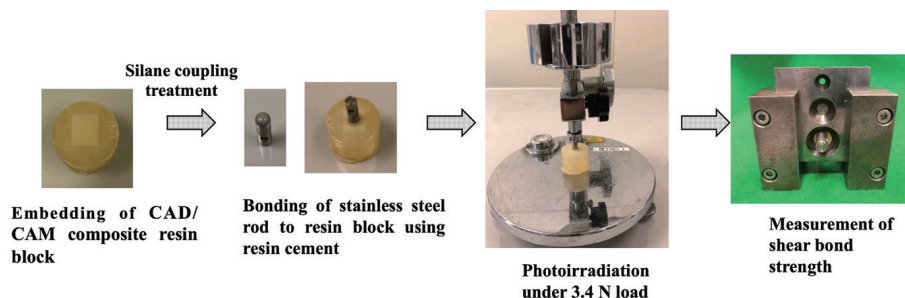 Silane coupling
treatment
Embedding of CAD/
CAM composite resin
block
Bonding of stainless steel
rod to resin block using
resin cement
Photoirradiation
under 3.4 N load
Measurement of
shear bond
strength